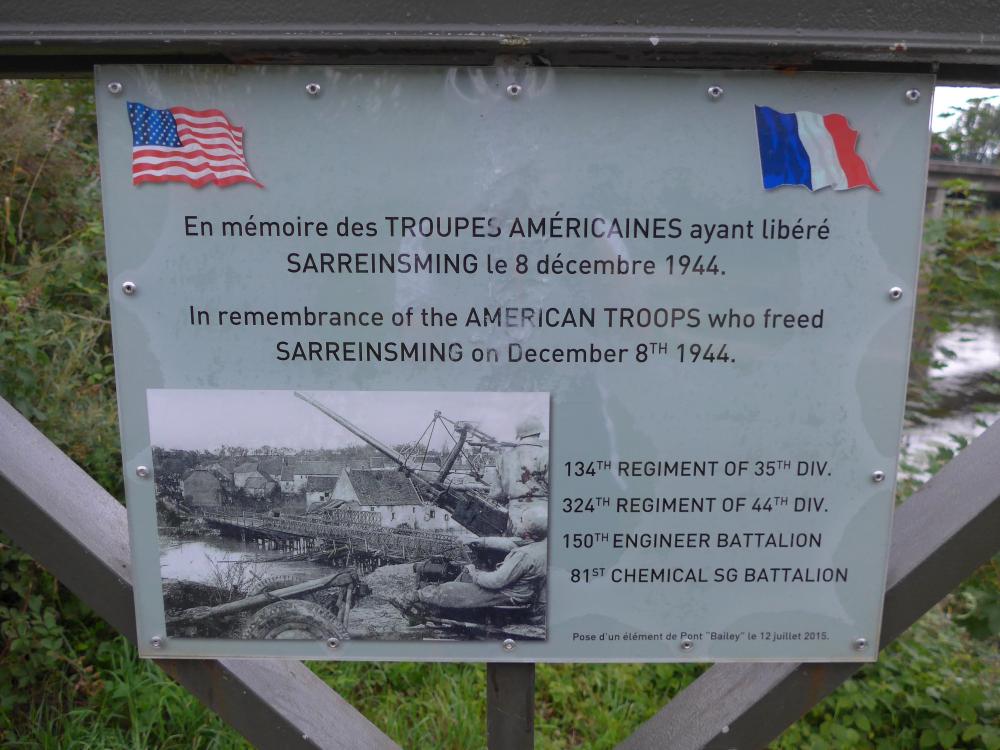 En mémoire des TROUPES AMÉRICAINES ayant libéré
SARREINSMING le 8 décembre 1944.
In remembrance of the AMERICAN TROOPS who freed
SARREINSMING on December 8TH 1944.
134TH REGIMENT OF 35TH DIV.
324TH REGIMENT OF 44TH DIV.
150TH ENGINEER BATTALION
81ST CHEMICAL SG BATTALION
Pose d'un élément de Pont "Bailey" le 12 juillet 2015.